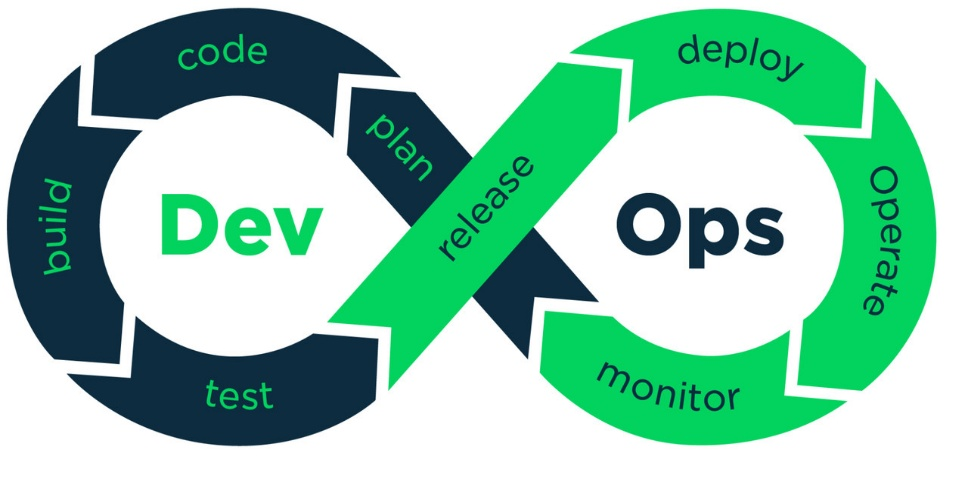 code
plan
build
Dev
test
release
deploy
Operate
Ops
monitor